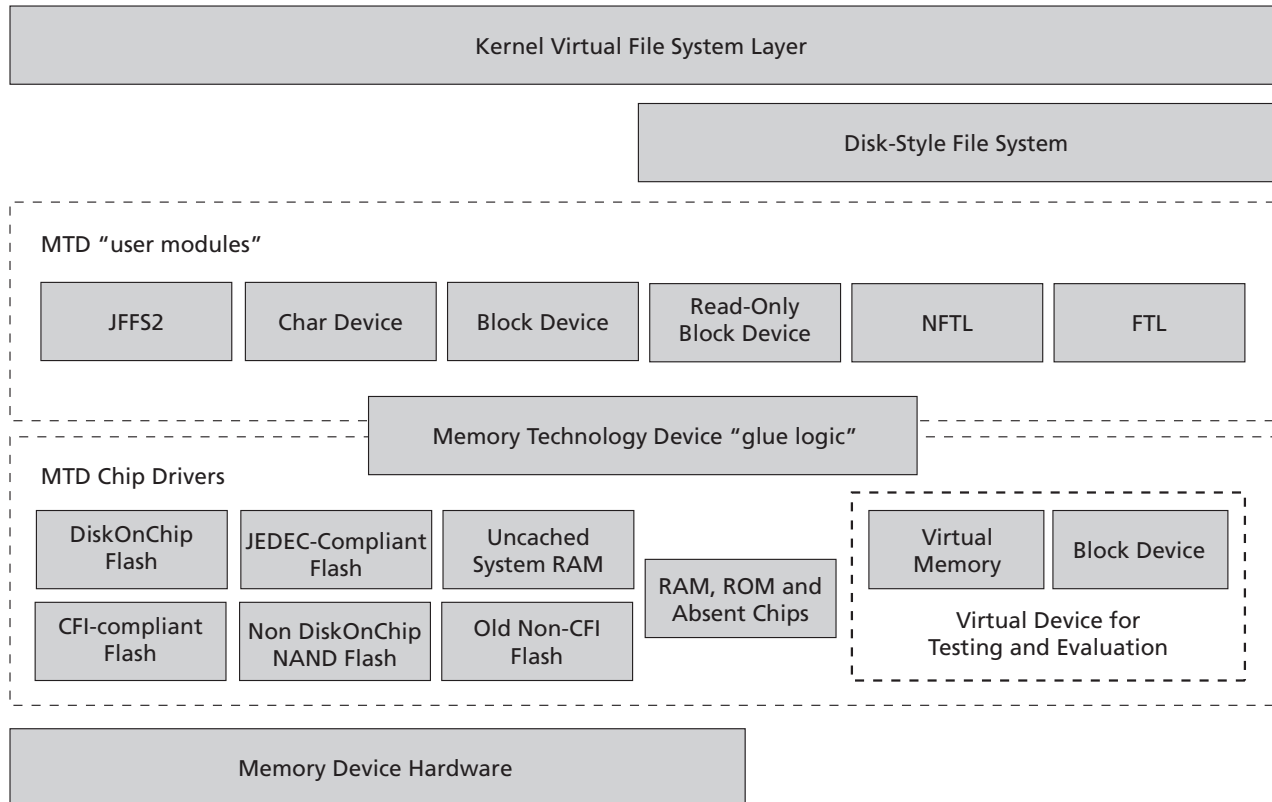 Kernel Virtual File System Layer
Disk-Style File System
MTD “user modules”
JFFS2
Char Device
Block Device
Read-Only
Block Device
NFTL
FTL
Memory Technology Device “glue logic”
MTD Chip Drivers
DiskOnChip
Flash
JEDEC-Compliant
Flash
Uncached
System RAM
CFI-compliant
Flash
Non DiskOnChip
NAND Flash
Old Non-CFI
Flash
RAM, ROM and
Absent Chips
Virtual
Memory
Block Device
Virtual Device for
Testing and Evaluation
Memory Device Hardware